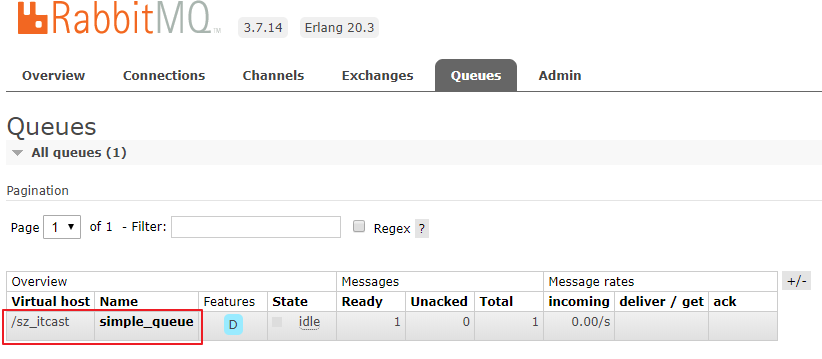 RabbitMQ TM 3.7.14 Erlang 20.3
Overview Connections Channels Exchanges Queues Admin
Queues
All queues (1)
Pagination
Page 1 of 1 - Filter: Regex ?
Overview Messages Message rates +/-
Virtual host Name Features State Ready Unacked Total incoming deliver / get ack
/sz_itcast simple_queue D idle 1 0 1 0.00/s